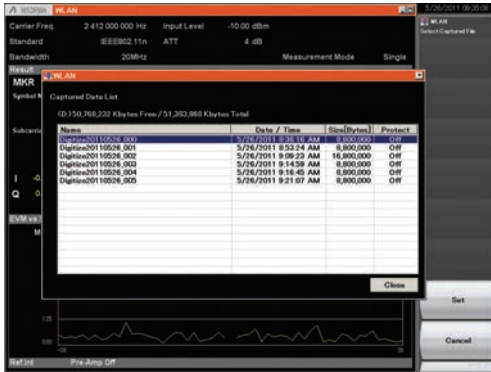 MS269xA WLAN
5/26/2011 09:35:08
Carrier Freq. 2 412 000 000 Hz Input Level -10.00 dBm
WLAN
Select Captured File
Standard IEEE802.11n ATT 4 dB
Bandwidth 20MHz Measurement Mode Single
Result
WLAN
MKR
Captured Data List
(D:)50,768,232 Kbytes Free / 51,383,868 Kbytes Total
Name Date / Time Size[Bytes] Protect
Digitize20110526_000 5/26/2011 8:36:16 AM 8,800,000 Off
Digitize20110526_001 5/26/2011 8:53:24 AM 8,800,000 Off
Digitize20110526_002 5/26/2011 9:09:23 AM 16,800,000 Off
Digitize20110526_003 5/26/2011 9:14:59 AM 8,800,000 Off
Digitize20110526_004 5/26/2011 9:16:45 AM 8,800,000 Off
Digitize20110526_005 5/26/2011 9:21:07 AM 8,800,000 Off
I
Q
EVM vs
M
Close
Set
Cancel
Ref.Int Pre-Amp Off